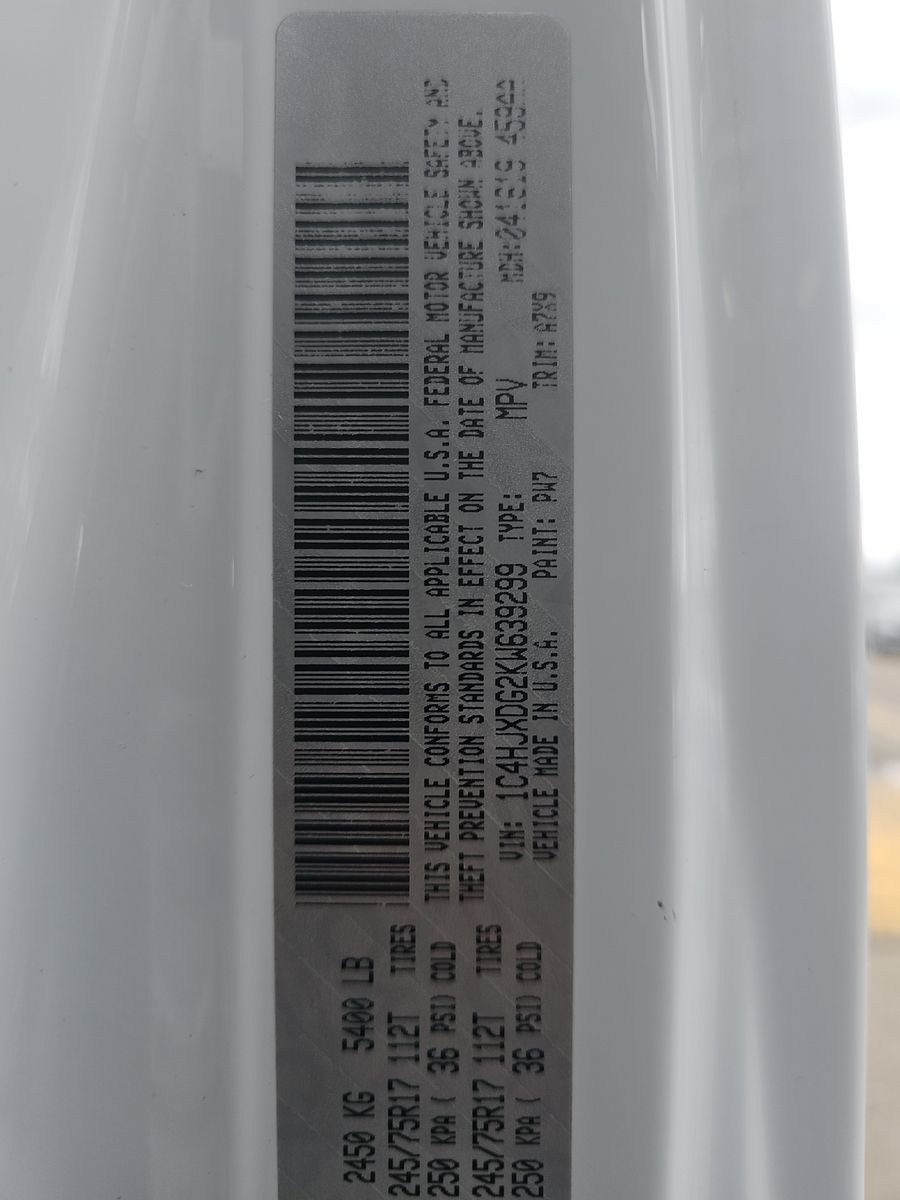 2450 KG 5400 LB
245/75R17 112T TIRES
250 KPA ( 36 PSI) COLD
245/75R17 112T TIRES
250 KPA ( 36 PSI) COLD
THIS VEHICLE CONFORMS TO ALL APPLICABLE U.S.A. FEDERAL MOTOR VEHICLE SAFETY AND
THEFT PREVENTION STANDARDS IN EFFECT ON THE DATE OF MANUFACTURE SHOWN ABOVE.
VIN: 1C4HJXDG2KW639299 TYPE: MPV
VEHICLE MADE IN U.S.A. PAINT: PW7 TRIM: A7X9